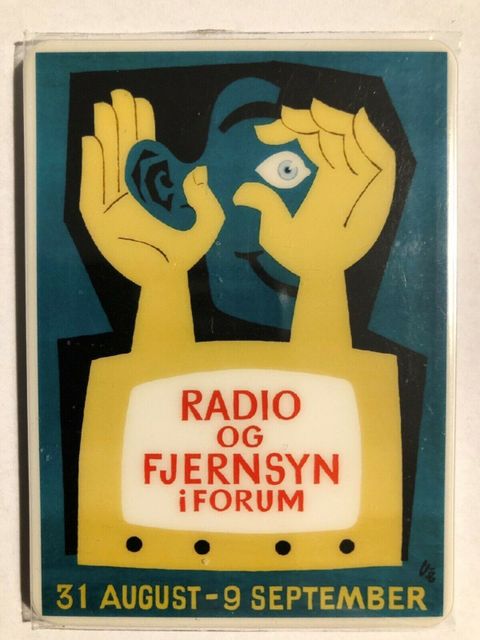 RADIO
OG
FJERNSYN
i FORUM
31 AUGUST-9 SEPTEMBER